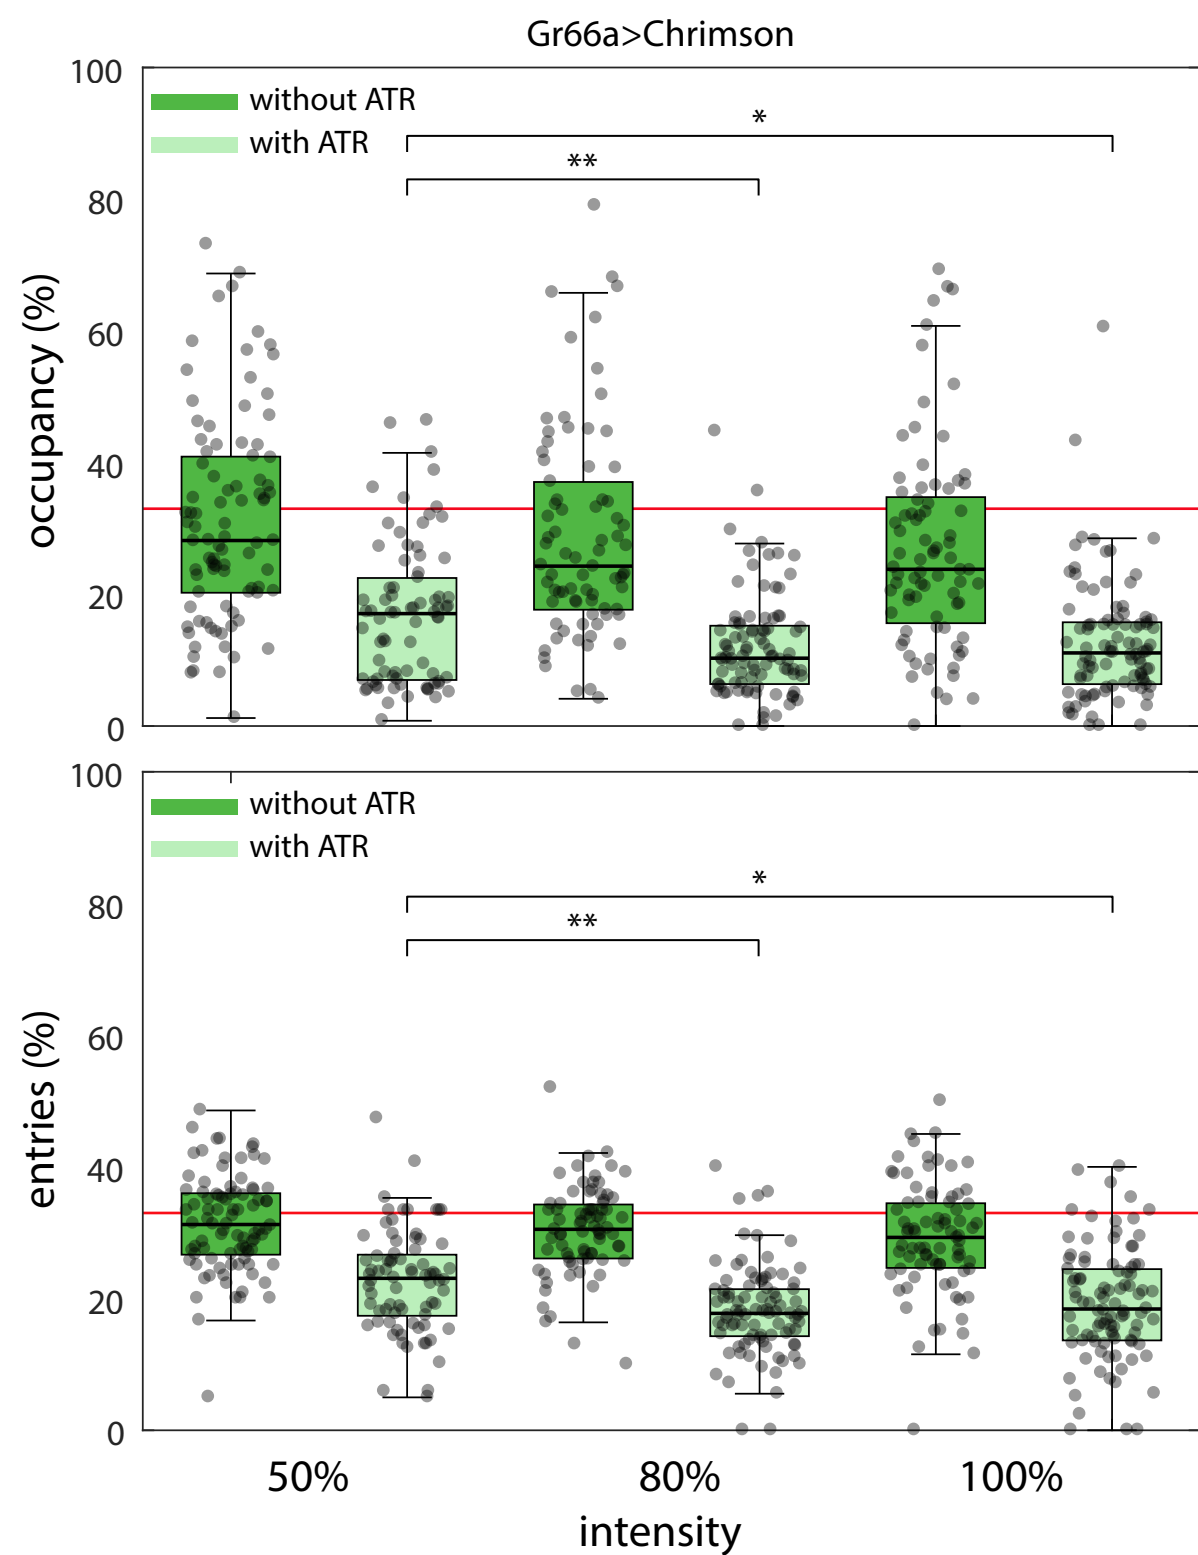 Gr66a>Chrimson
100
without ATR
with ATR
*
**
80
60
40
20
0
occupancy (%)
100
without ATR
with ATR
*
**
80
60
40
20
0
entries (%)
50% 80% 100%
intensity